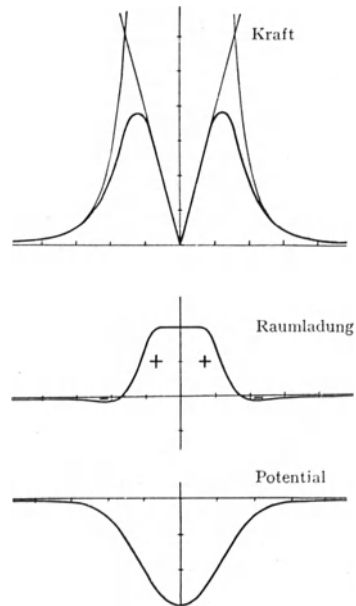 Kraft
Raumladung
+ +
- -
Potential